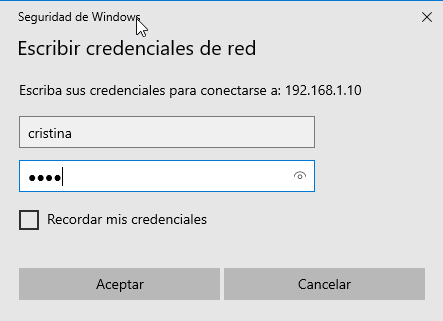 Seguridad de Windows
Escribir credenciales de red
Escriba sus credenciales para conectarse a: 192.168.1.10
cristina
●●●●
Recordar mis credenciales
Aceptar
Cancelar